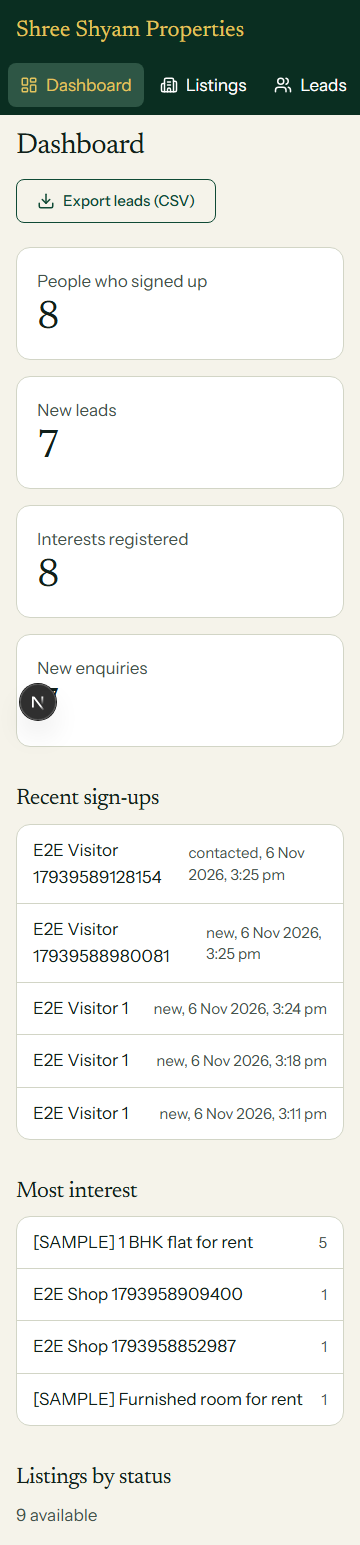 Shree Shyam Properties
Dashboard
Listings
Leads
Dashboard
Export leads (CSV)
People who signed up
8
New leads
7
Interests registered
8
New enquiries
N
Recent sign-ups
E2E Visitor
17939589128154
contacted, 6 Nov
2026, 3:25 pm
E2E Visitor
17939588980081
new, 6 Nov 2026,
3:25 pm
E2E Visitor 1
new, 6 Nov 2026, 3:24 pm
E2E Visitor 1
new, 6 Nov 2026, 3:18 pm
E2E Visitor 1
new, 6 Nov 2026, 3:11 pm
Most interest
[SAMPLE] 1 BHK flat for rent
5
E2E Shop 1793958909400
1
E2E Shop 1793958852987
1
[SAMPLE] Furnished room for rent
1
Listings by status
9 available